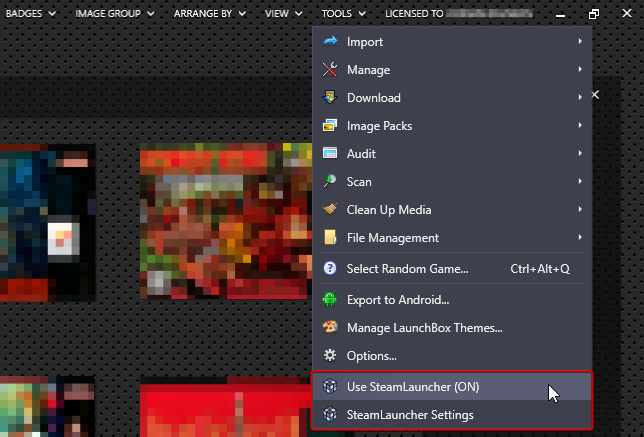 BADGES IMAGE GROUP ARRANGE BY VIEW TOOLS LICENSED TO
Import
Manage
Download
Image Packs
Audit
Scan
Clean Up Media
File Management
Select Random Game... Ctrl+Alt+Q
Export to Android...
Manage LaunchBox Themes...
Options...
Use SteamLauncher (ON)
SteamLauncher Settings